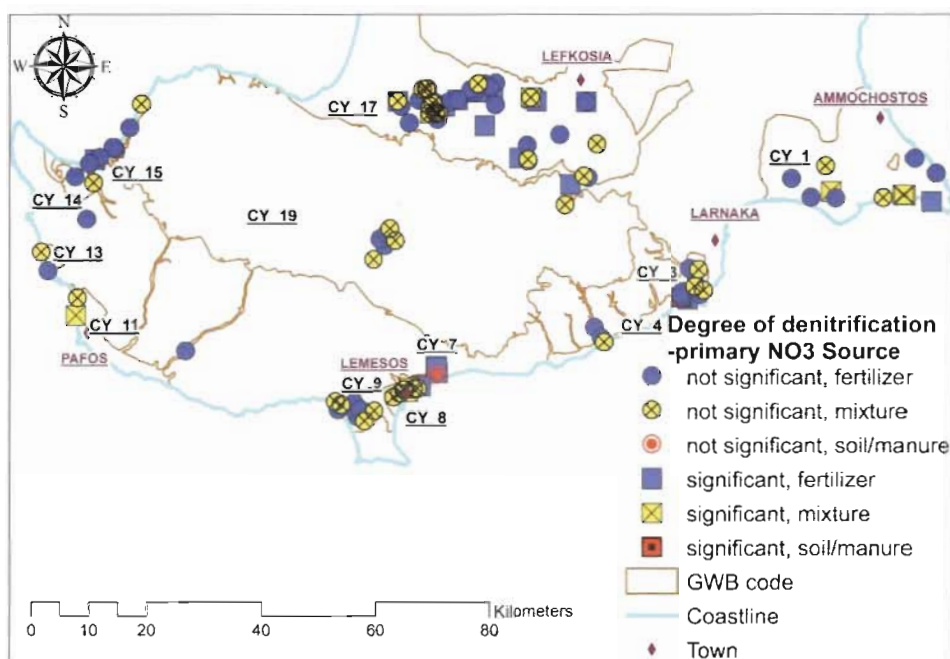 N
W E
S
LEFKOSIA
CY_17
AMMOCHOSTOS
CY_1
CY_15
CY_14
CY_19
LARNAKA
CY_13
CY_3
CY_11
CY_4
PAFOS
CY_7
LEMESOS
CY_9
CY_8
Degree of denitrification
-primary NO3 Source
not significant, fertilizer
not significant, mixture
not significant, soil/manure
significant, fertilizer
significant, mixture
significant, soil/manure
GWB code
Coastline
Town
Kilometers
0 10 20 40 60 80